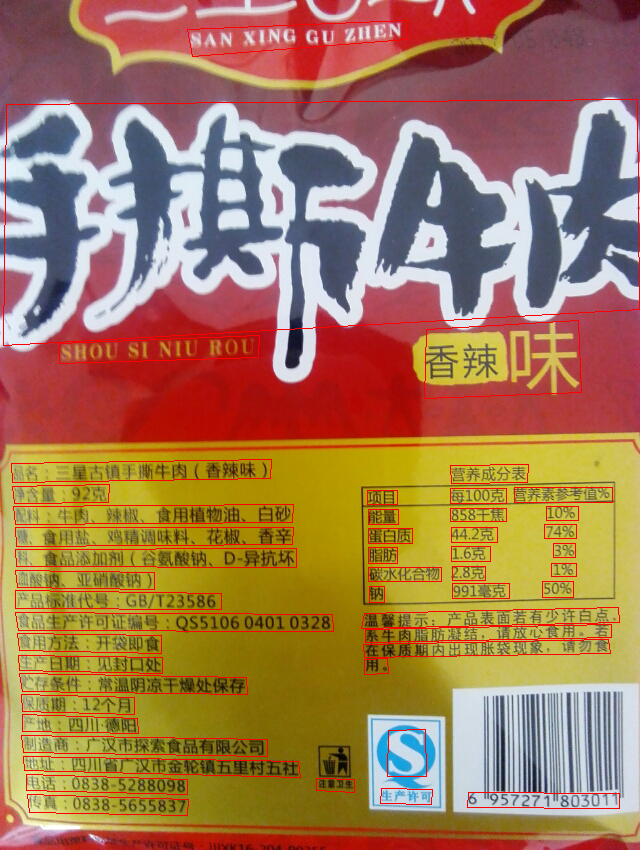 SAN XING GU ZHEN
手撕牛肉
SHOU SI NIU ROU
香辣味
品名：三星古镇手撕牛肉（香辣味）
净含量：92克
配料：牛肉、辣椒、食用植物油、白砂
糖、食用盐、鸡精调味料、花椒、香辛
料、食品添加剂（谷氨酸钠、D-异抗坏
血酸钠、亚硝酸钠）
产品标准代号：GB/T23586
食品生产许可证编号：QS5106 0401 0328
食用方法：开袋即食
生产日期：见封口处
贮存条件：常温阴凉干燥处保存
保质期：12个月
产地：四川·德阳
制造商：广汉市探索食品有限公司
地址：四川省广汉市金轮镇五里村五社
电话：0838-5288098
传真：0838-5655837
营养成分表
项目 每100克 营养素参考值%
能量 858千焦 10%
蛋白质 44.2克 74%
脂肪 1.6克 3%
碳水化合物 2.8克 1%
钠 991毫克 50%
温馨提示：产品表面若有少许白点，
系牛肉脂肪凝结，请放心食用。若
在保质期内出现胀袋现象，请勿食
用。
注意卫生
S
生产许可
6 957271 803011